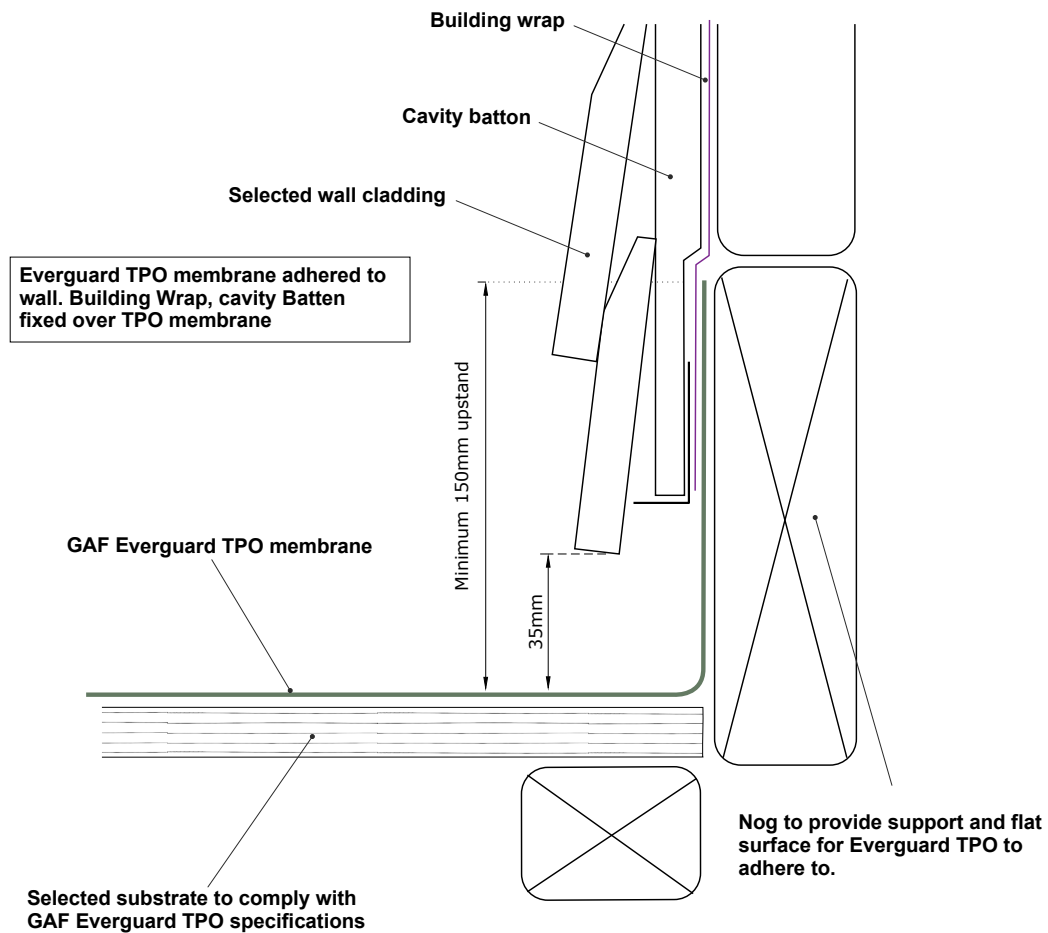 Building wrap
Cavity batton
Selected wall cladding
Everguard TPO membrane adhered to
wall. Building Wrap, cavity Batten
fixed over TPO membrane
Minimum 150mm upstand
GAF Everguard TPO membrane
35mm
Nog to provide support and flat
surface for Everguard TPO to
adhere to.
Selected substrate to comply with
GAF Everguard TPO specifications